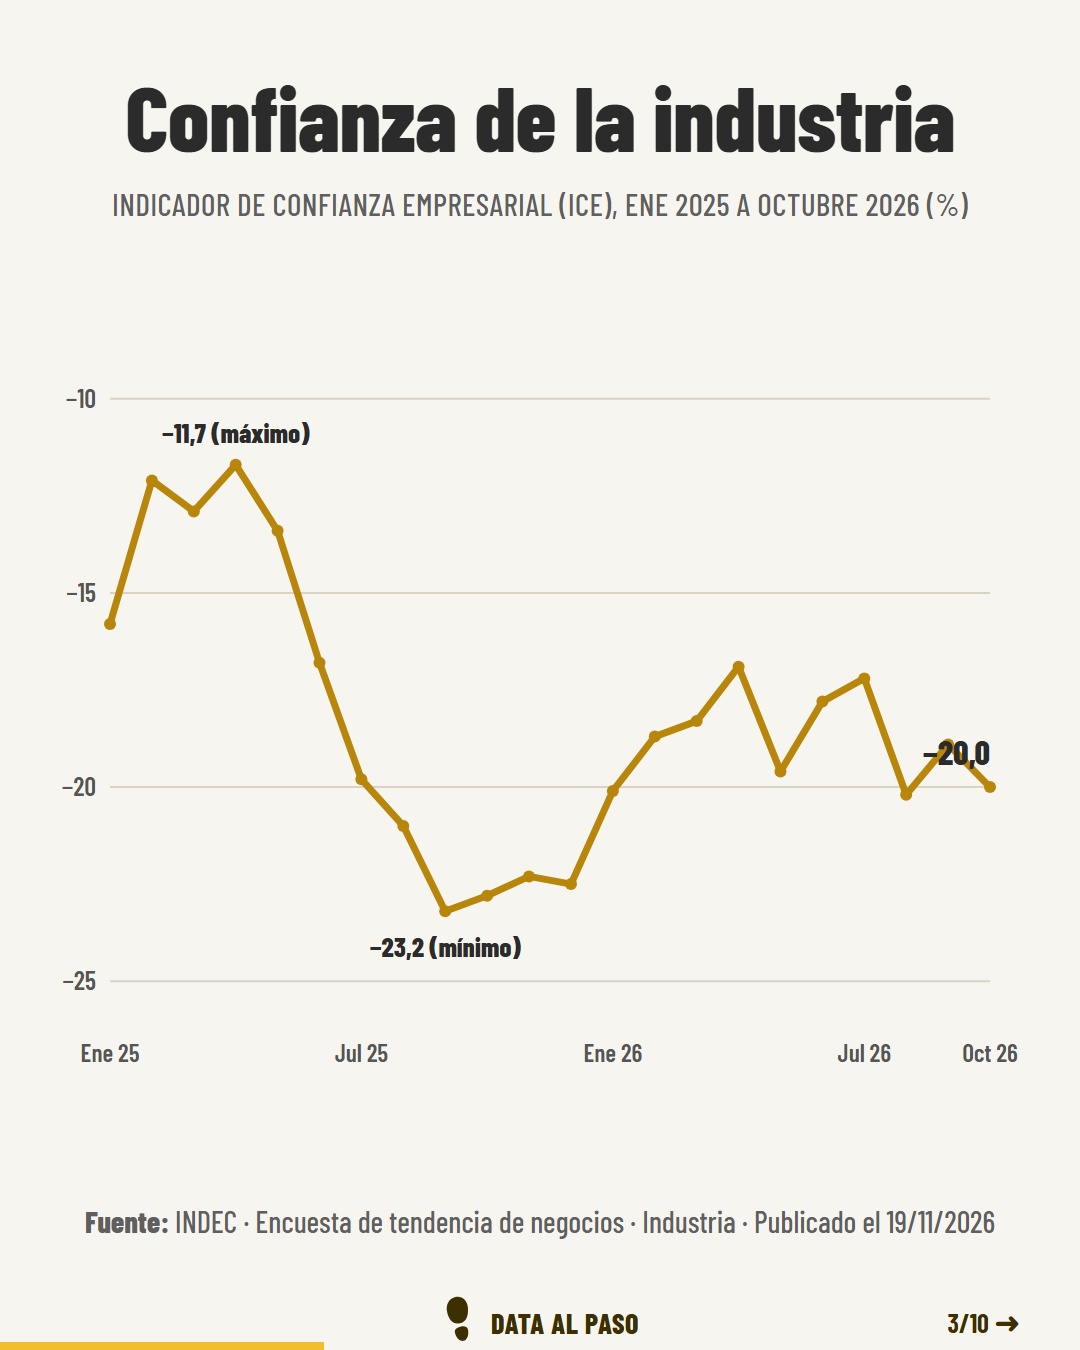 Confianza de la industria
INDICADOR DE CONFIANZA EMPRESARIAL (ICE), ENE 2025 A OCTUBRE 2026 (%)
–10
–11,7 (máximo)
–15
–20,0
–20
–23,2 (mínimo)
–25
Ene 25 Jul 25 Ene 26 Jul 26 Oct 26
Fuente: INDEC · Encuesta de tendencia de negocios · Industria · Publicado el 19/11/2026
DATA AL PASO
3/10 →